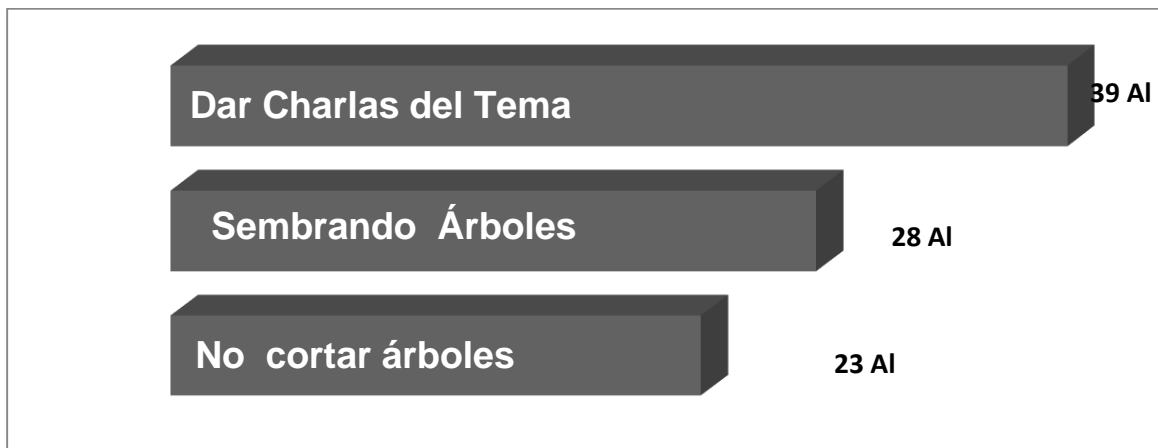 Dar Charlas del Tema
39 Al
Sembrando Árboles
28 Al
No cortar árboles
23 Al